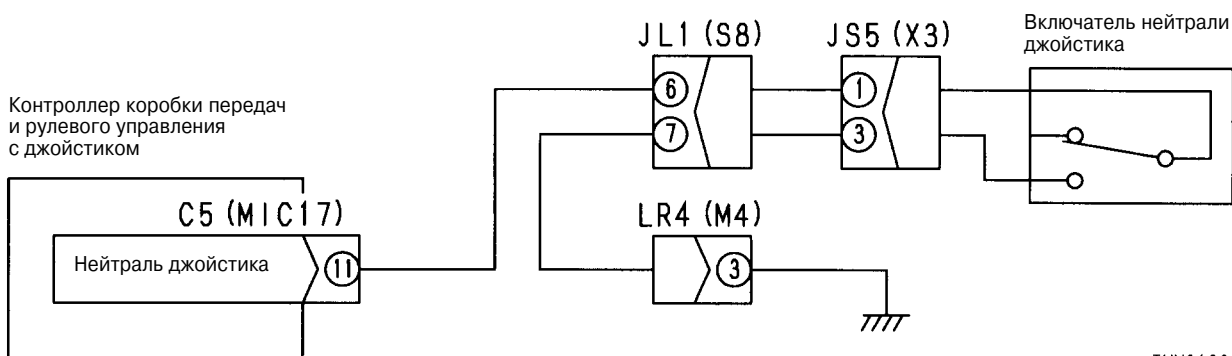 Включатель нейтрали
джойстика
JL1 (S8)
JS5 (X3)
6
7
1
3
Контроллер коробки передач
и рулевого управления
с джойстиком
C5 (MIC17)
Нейтраль джойстика
11
LR4 (M4)
3